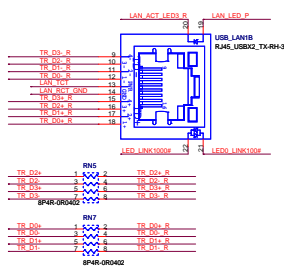 LAN_ACT_LED3_R
LAN_LED_P
20
19
USB_LAN1B
RJ45_USBX2_TX-RH-3
TR_D3-_R 9
TR_D2-_R 10
TR_D1-_R 11
TR_D0-_R 12
LAN_TCT 13
LAN_RCT_GND 14
TR_D3+_R 15
TR_D2+_R 16
TR_D1+_R 17
TR_D0+_R 18
22
21
LED_LINK1000#
LED0_LINK100#
RN5
TR_D2+ 1 2 TR_D2+_R
TR_D2- 3 4 TR_D2-_R
TR_D3+ 5 6 TR_D3+_R
TR_D3- 7 8 TR_D3-_R
8P4R-0R0402
RN7
TR_D0+ 1 2 TR_D0+_R
TR_D0- 3 4 TR_D0-_R
TR_D1+ 5 6 TR_D1+_R
TR_D1- 7 8 TR_D1-_R
8P4R-0R0402